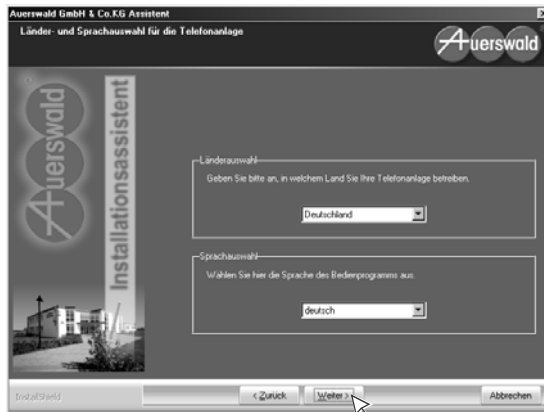 Auerswald GmbH & Co.KG Assistent
Länder- und Sprachauswahl für die Telefonanlage
Auerswald
Auerswald
Installationsassistent
Länderauswahl
Geben Sie bitte an, in welchem Land Sie Ihre Telefonanlage betreiben.
Deutschland
Sprachauswahl
Wählen Sie hier die Sprache des Bedienprogramms aus.
deutsch
InstallShield
< Zurück
Weiter >
Abbrechen